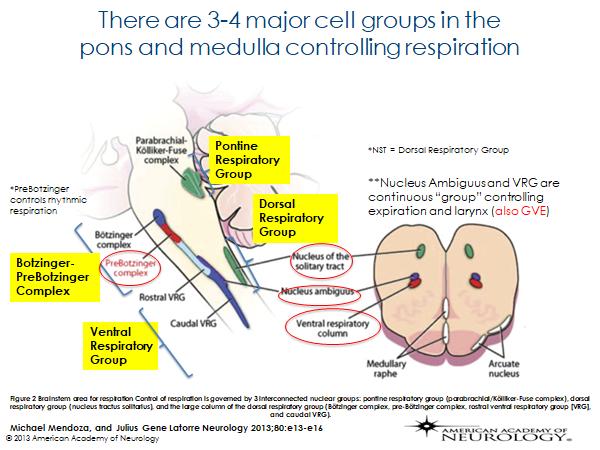 There are 3-4 major cell groups in the
pons and medulla controlling respiration
Parabrachial-
Kölliker-Fuse
complex
Pontine
Respiratory
Group
*NST = Dorsal Respiratory Group
*PreBotzinger
controls rhythmic
respiration
**Nucleus Ambiguus and VRG are
continuous “group” controlling
expiration and larynx (also GVE)
Dorsal
Respiratory
Group
Bötzinger
complex
Botzinger-
PreBotzinger
Complex
PreBötzinger
complex
Nucleus of the
solitary tract
Nucleus ambiguus
Rostral VRG
Caudal VRG
Ventral respiratory
column
Ventral
Respiratory
Group
Medullary
raphe
Arcuate
nucleus
Figure 2 Brainstem area for respiration Control of respiration is governed by 3 interconnected nuclear groups: pontine respiratory group (parabrachial/Kölliker-Fuse complex), dorsal
respiratory group (nucleus tractus solitarius), and the large column of the dorsal respiratory group (Bötzinger complex, pre-Bötzinger complex, rostral ventral respiratory group [VRG],
and caudal VRG).
Michael Mendoza, and Julius Gene Latorre Neurology 2013;80:e13-e16
© 2013 American Academy of Neurology
AMERICAN ACADEMY OF
NEUROLOGY®